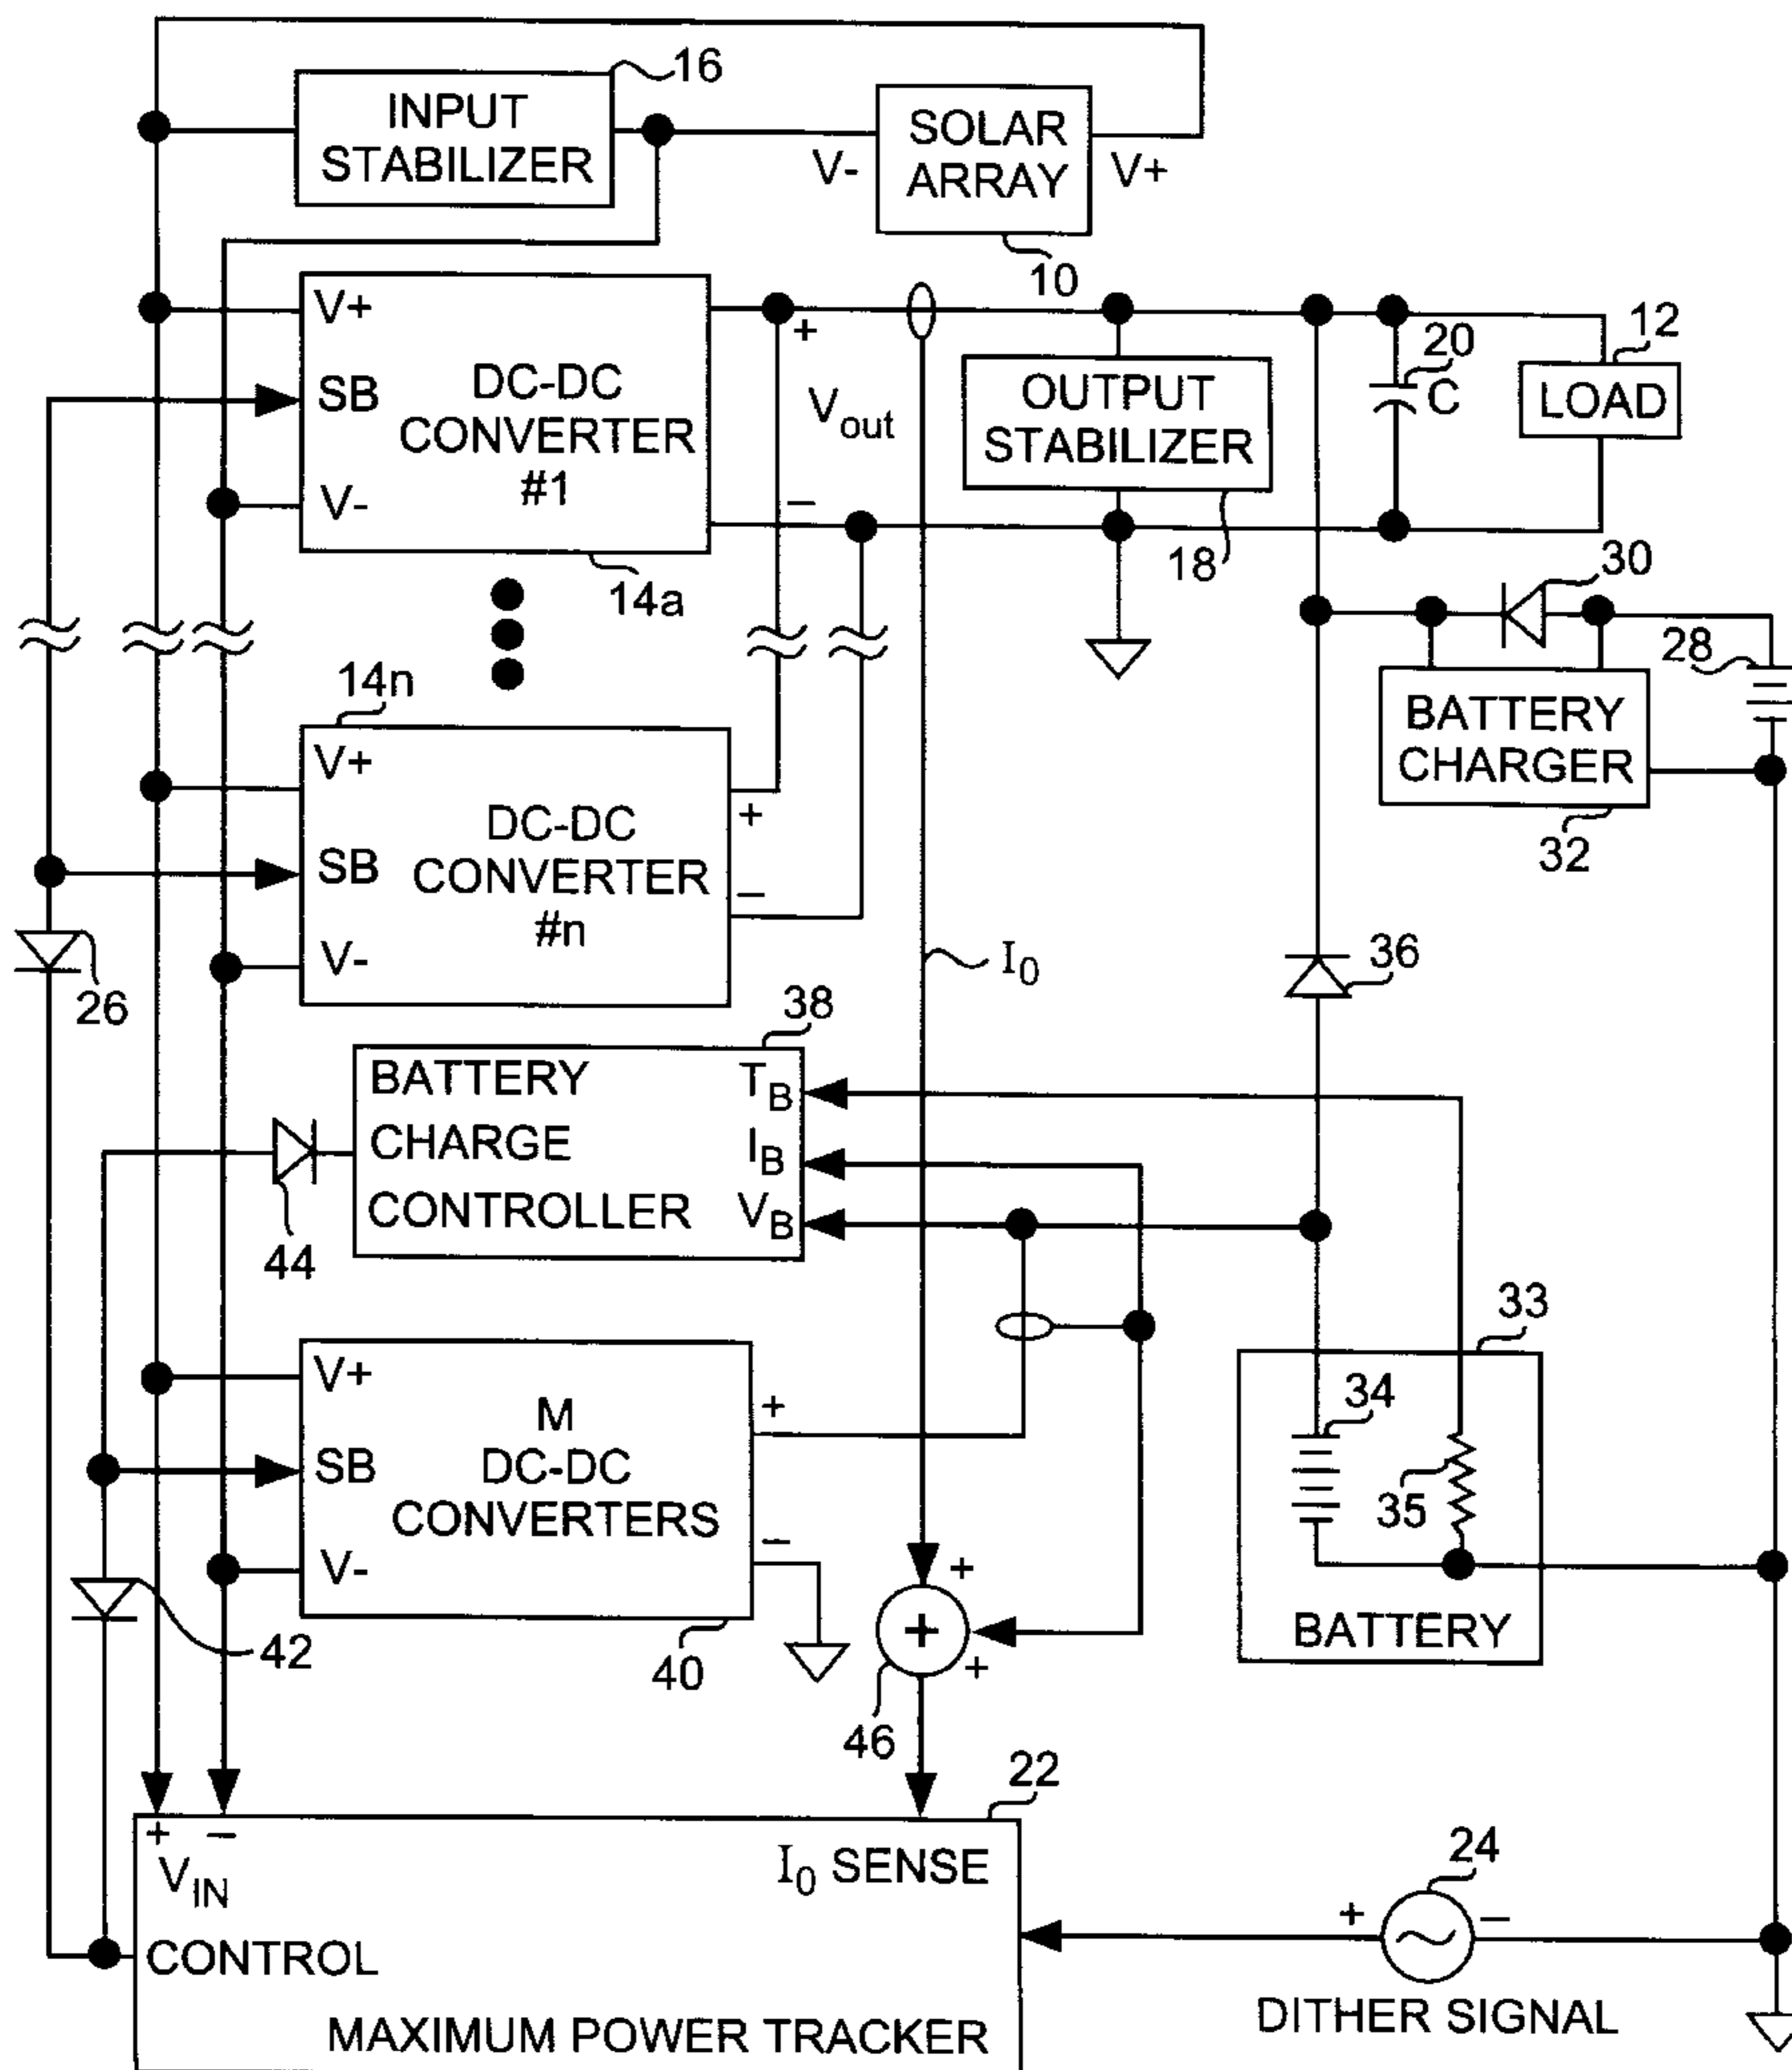 16
INPUT
STABILIZER
SOLAR
ARRAY
V-
V+
10
V+
SB
V-
DC-DC
CONVERTER
#1
14a
+
V_out
–
OUTPUT
STABILIZER
18
20
C
12
LOAD
30
28
BATTERY
CHARGER
32
14n
V+
SB
V-
DC-DC
CONVERTER
#n
+
–
26
I0
36
38
BATTERY
CHARGE
CONTROLLER
TB
IB
VB
44
33
34
35
BATTERY
V+
SB
V-
M
DC-DC
CONVERTERS
+
–
42
40
+
+
+
46
22
+ –
VIN
I0 SENSE
CONTROL
MAXIMUM POWER TRACKER
24
+ –
DITHER SIGNAL